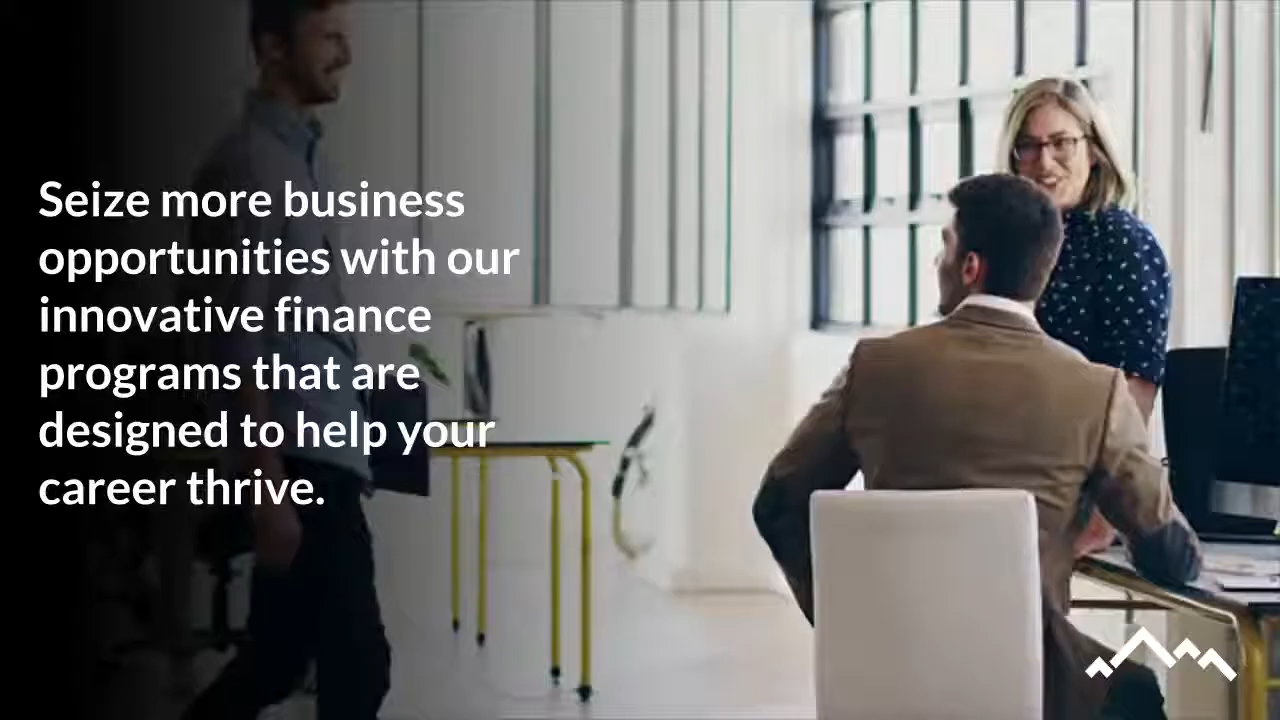 Seize more business
opportunities with our
innovative finance
programs that are
designed to help your
career thrive.